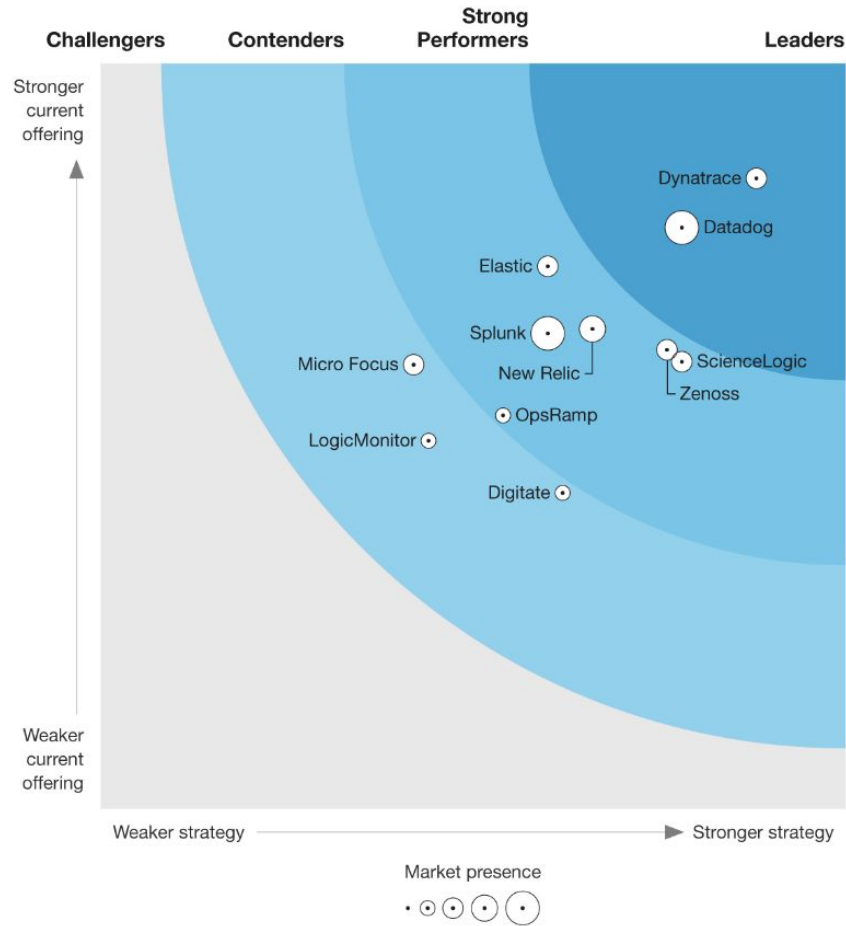 Challengers
Contenders
Strong
Performers
Leaders
Stronger
current
offering
Dynatrace
Datadog
Elastic
Splunk
New Relic
ScienceLogic
Zenoss
Micro Focus
OpsRamp
LogicMonitor
Digitate
Weaker
current
offering
Weaker strategy
Stronger strategy
Market presence